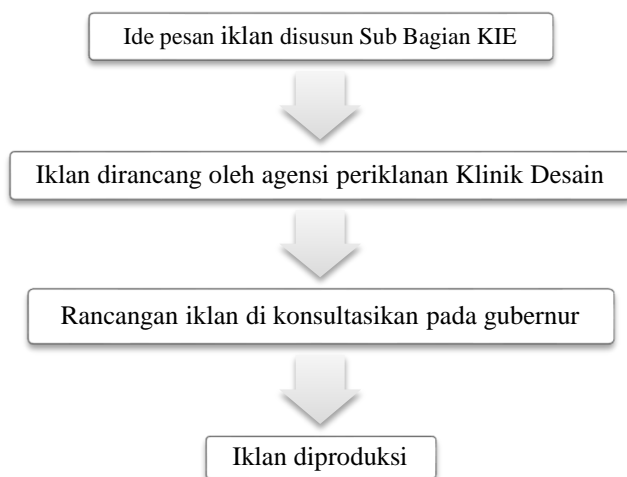 Ide pesan iklan disusun Sub Bagian KIE
Iklan dirancang oleh agensi periklanan Klinik Desain
Rancangan iklan di konsultasikan pada gubernur
Iklan diproduksi